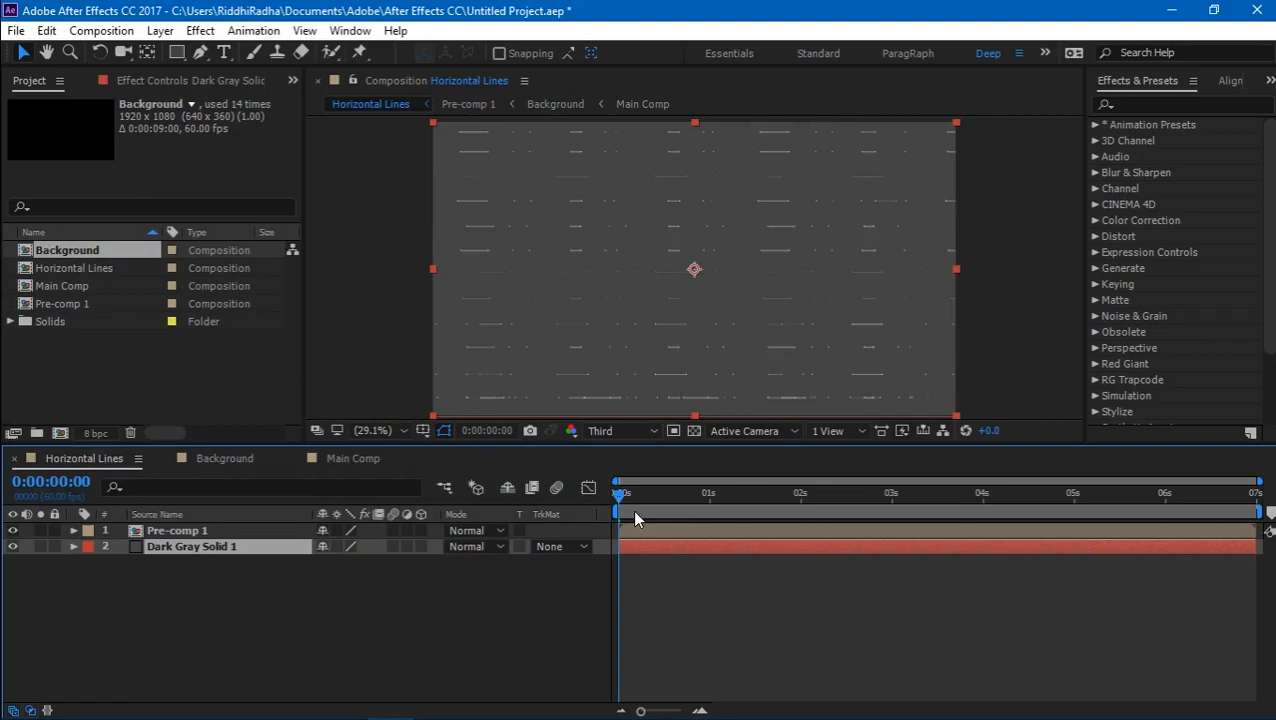 Adobe After Effects CC 2017 - C:\Users\RiddhiRadha\Documents\Adobe\After Effects CC\Untitled Project.aep *
File Edit Composition Layer Effect Animation View Window Help
Snapping Essentials Standard ParagRaph Deep Search Help
Project Effect Controls Dark Gray Solic Composition Horizontal Lines Effects & Presets Align
Horizontal Lines Pre-comp 1 Background Main Comp
Background , used 14 times
1920 x 1080 (640 x 360) (1.00)
Δ 0:00:09:00, 60.00 fps
Name Type Size
Background Composition
Horizontal Lines Composition
Main Comp Composition
Pre-comp 1 Composition
Solids Folder
* Animation Presets
3D Channel
Audio
Blur & Sharpen
Channel
CINEMA 4D
Color Correction
Distort
Expression Controls
Generate
Keying
Matte
Noise & Grain
Obsolete
Perspective
Red Giant
RG Trapcode
Simulation
Stylize
8 bpc (29.1%) 0:00:00:00 Third Active Camera 1 View +0.0
Horizontal Lines Background Main Comp
0:00:00:00
00000 (60.00 fps)
:00s 01s 02s 03s 04s 05s 06s 07s
# Source Name Mode T TrkMat
1 Pre-comp 1 Normal
2 Dark Gray Solid 1 Normal None